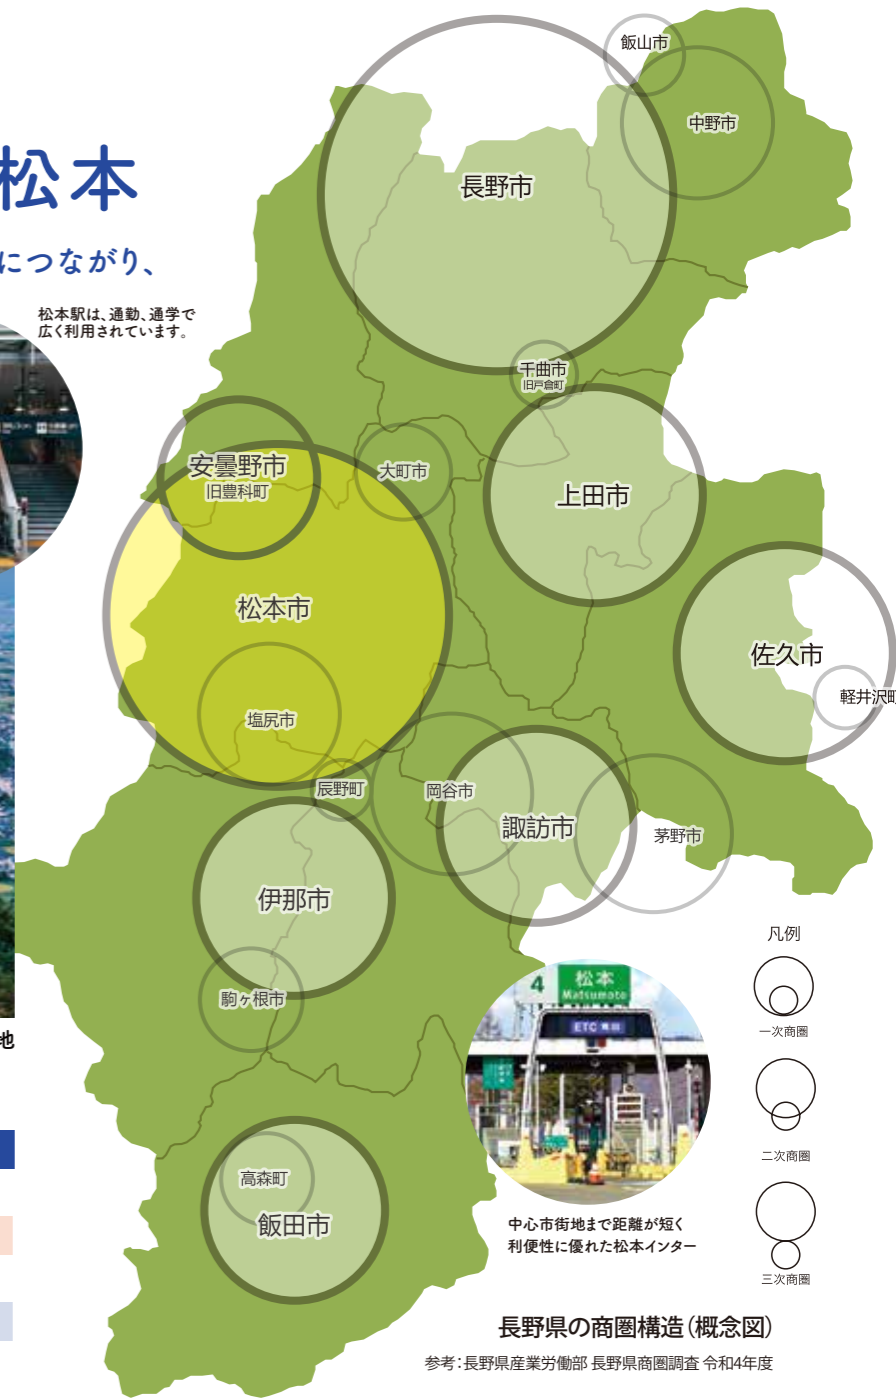 松本
につながり、
松本駅は、通勤、通学で
広く利用されています。
飯山市
中野市
長野市
千曲市
旧戸倉町
安曇野市
旧豊科町
大町市
上田市
松本市
佐久市
軽井沢町
塩尻市
辰野町
岡谷市
諏訪市
茅野市
伊那市
駒ヶ根市
地
4
松本
Matsumoto
ETC 専用
高森町
飯田市
中心市街地まで距離が短く
利便性に優れた松本インター
凡例
一次商圏
二次商圏
三次商圏
長野県の商圏構造（概念図）
参考：長野県産業労働部 長野県商圏調査 令和4年度